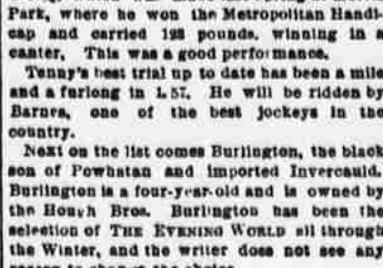 Park, where he won the Metropolitan Handi-
cap and carried pounds, winning in a
canter. This was a good performance.
Tenny's best trial up to date has been a mile
and a furlong in 1.57. He will be ridden by
Barnes, one of the best jockeys in the
country.
Next on the list comes Burlington, the black
son of Powhatan and imported Invercauld.
Burlington is a four-year-old and is owned by
the Hough Bros. Burlington has been the
selection of THE EVENING WORLD all through
the Winter, and the writer does not see any